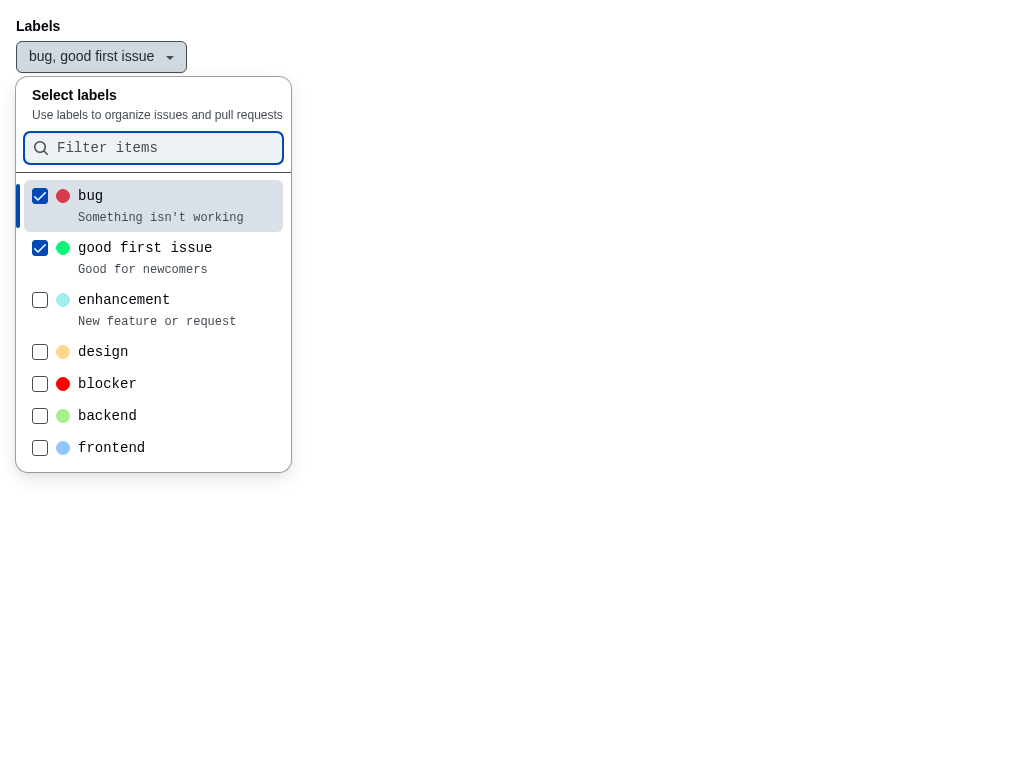 Labels
bug, good first issue
Select labels
Use labels to organize issues and pull requests
Filter items
bug
Something isn't working
good first issue
Good for newcomers
enhancement
New feature or request
design
blocker
backend
frontend